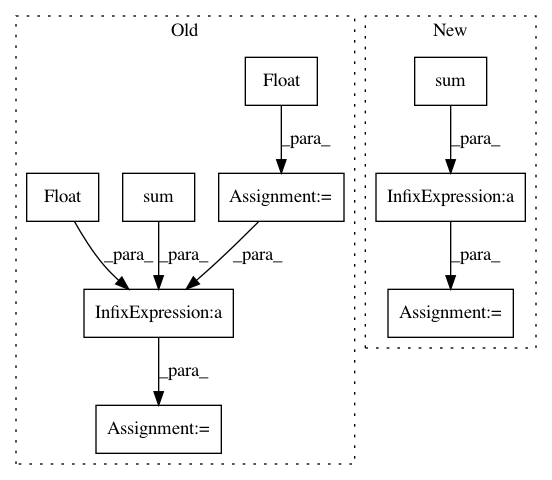 Old
New
Float
sum
_para_
_para_
Float
sum
Assignment:=
InfixExpression:a
_para_
_para_
_para_
_para_
InfixExpression:a
Assignment:=
_para_
Assignment:=